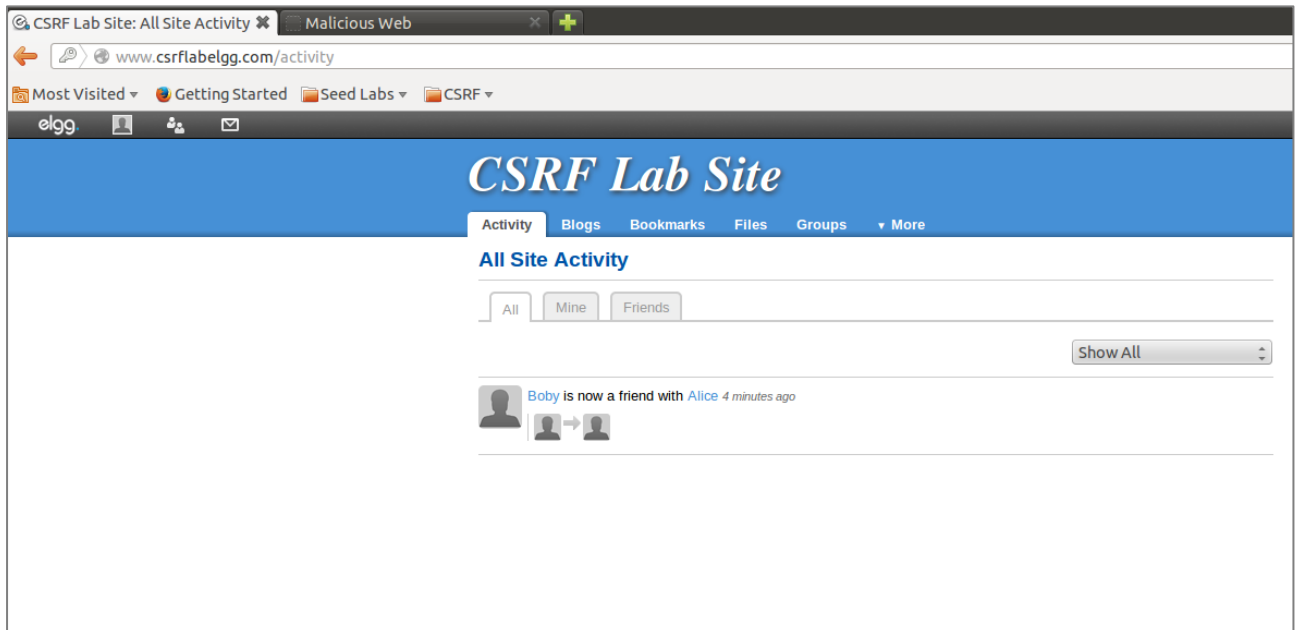 CSRF Lab Site: All Site Activity Malicious Web
www.csrflabelgg.com/activity
Most Visited Getting Started Seed Labs CSRF
elgg.
CSRF Lab Site
Activity Blogs Bookmarks Files Groups More
All Site Activity
All Mine Friends
Show All
Boby is now a friend with Alice 4 minutes ago